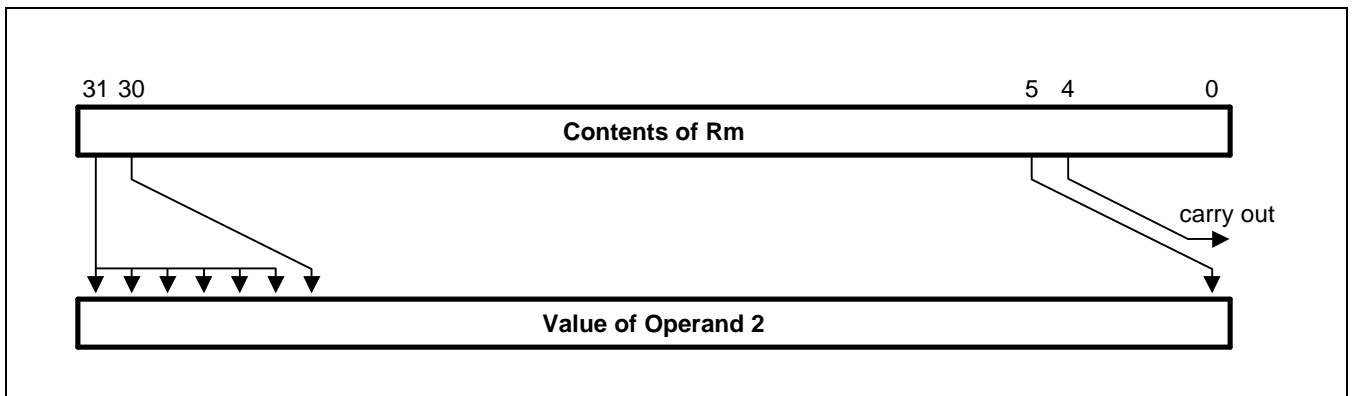 31 30 5 4 0
Contents of Rm
carry out
Value of Operand 2